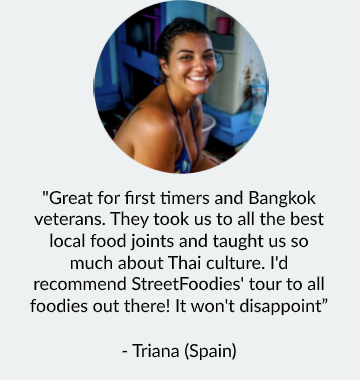 "Great for first timers and Bangkok
veterans. They took us to all the best
local food joints and taught us so
much about Thai culture. I'd
recommend StreetFoodies' tour to all
foodies out there! It won't disappoint”
- Triana (Spain)